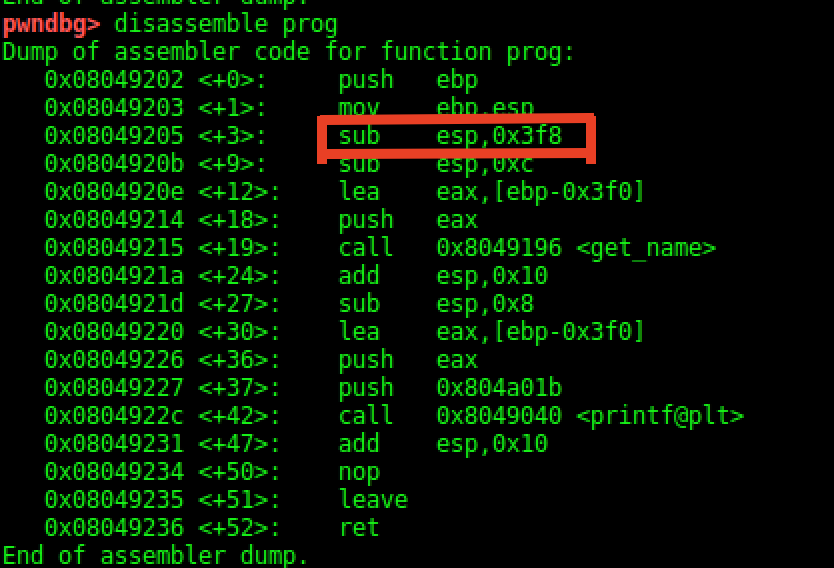 End of assembler dump.
pwndbg> disassemble prog
Dump of assembler code for function prog:
0x08049202 <+0>: push ebp
0x08049203 <+1>: mov ebp,esp
0x08049205 <+3>: sub esp,0x3f8
0x0804920b <+9>: sub esp,0xc
0x0804920e <+12>: lea eax,[ebp-0x3f0]
0x08049214 <+18>: push eax
0x08049215 <+19>: call 0x8049196 <get_name>
0x0804921a <+24>: add esp,0x10
0x0804921d <+27>: sub esp,0x8
0x08049220 <+30>: lea eax,[ebp-0x3f0]
0x08049226 <+36>: push eax
0x08049227 <+37>: push 0x804a01b
0x0804922c <+42>: call 0x8049040 <printf@plt>
0x08049231 <+47>: add esp,0x10
0x08049234 <+50>: nop
0x08049235 <+51>: leave
0x08049236 <+52>: ret
End of assembler dump.